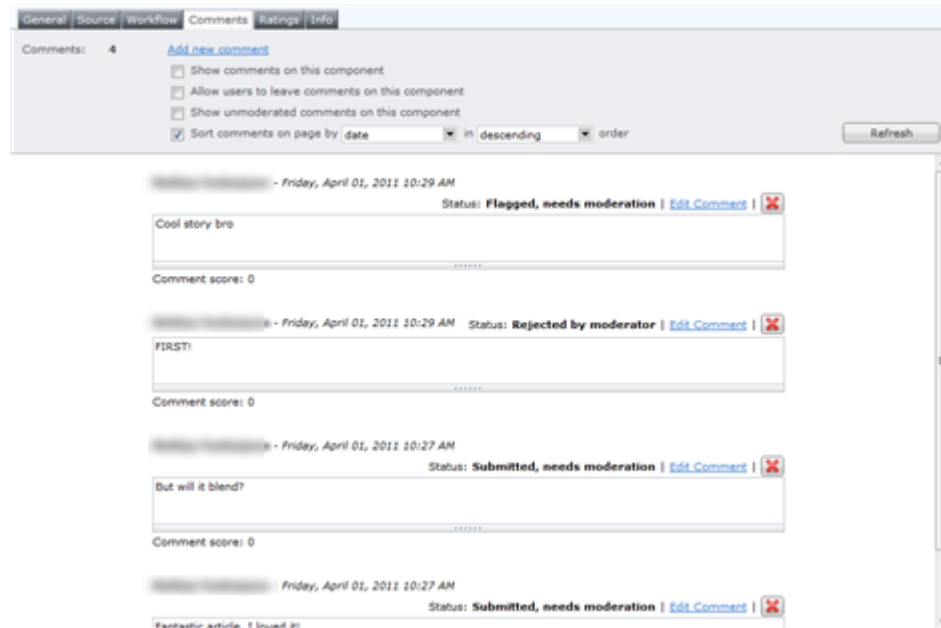 General Source Workflow Comments Ratings Info
Comments: 4 Add new comment
Show comments on this component
Allow users to leave comments on this component
Show unmoderated comments on this component
Sort comments on page by date in descending order Refresh
- Friday, April 01, 2011 10:29 AM
Status: Flagged, needs moderation | Edit Comment |
Cool story bro
Comment score: 0
- Friday, April 01, 2011 10:29 AM Status: Rejected by moderator | Edit Comment |
FIRST!
Comment score: 0
- Friday, April 01, 2011 10:27 AM
Status: Submitted, needs moderation | Edit Comment |
But will it blend?
Comment score: 0
Friday, April 01, 2011 10:27 AM
Status: Submitted, needs moderation | Edit Comment |
Fantastic article, I loved it!